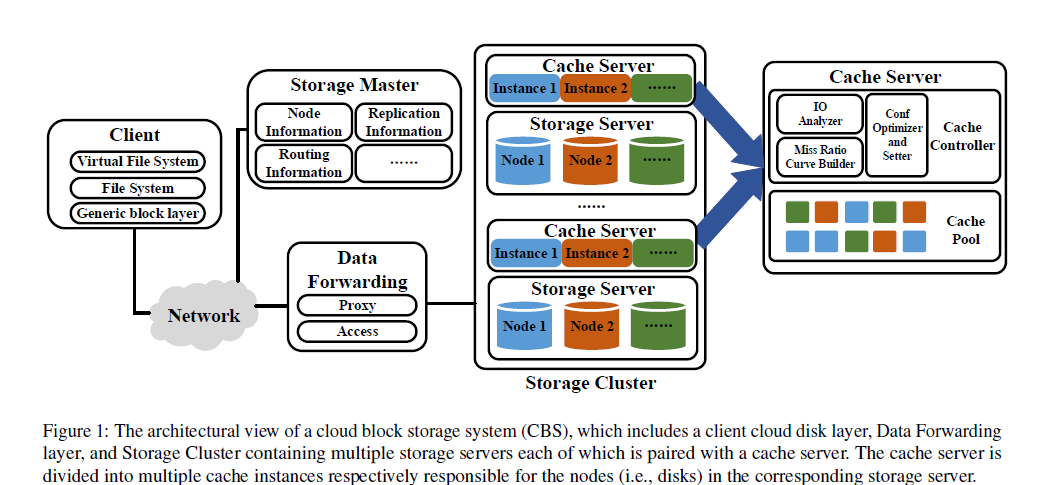 Client
Virtual File System
File System
Generic block layer
Network
Storage Master
Node
Information
Replication
Information
Routing
Information
......
Data
Forwarding
Proxy
Access
Cache Server
Instance 1 Instance 2 ......
Storage Server
Node 1 Node 2 ......
......
Cache Server
Instance 1 Instance 2 ......
Storage Server
Node 1 Node 2 ......
Storage Cluster
Cache Server
IO
Analyzer
Miss Ratio
Curve Builder
Conf
Optimizer
and
Setter
Cache
Controller
Cache
Pool
Figure 1: The architectural view of a cloud block storage system (CBS), which includes a client cloud disk layer, Data Forwarding
layer, and Storage Cluster containing multiple storage servers each of which is paired with a cache server. The cache server is
divided into multiple cache instances respectively responsible for the nodes (i.e., disks) in the corresponding storage server.